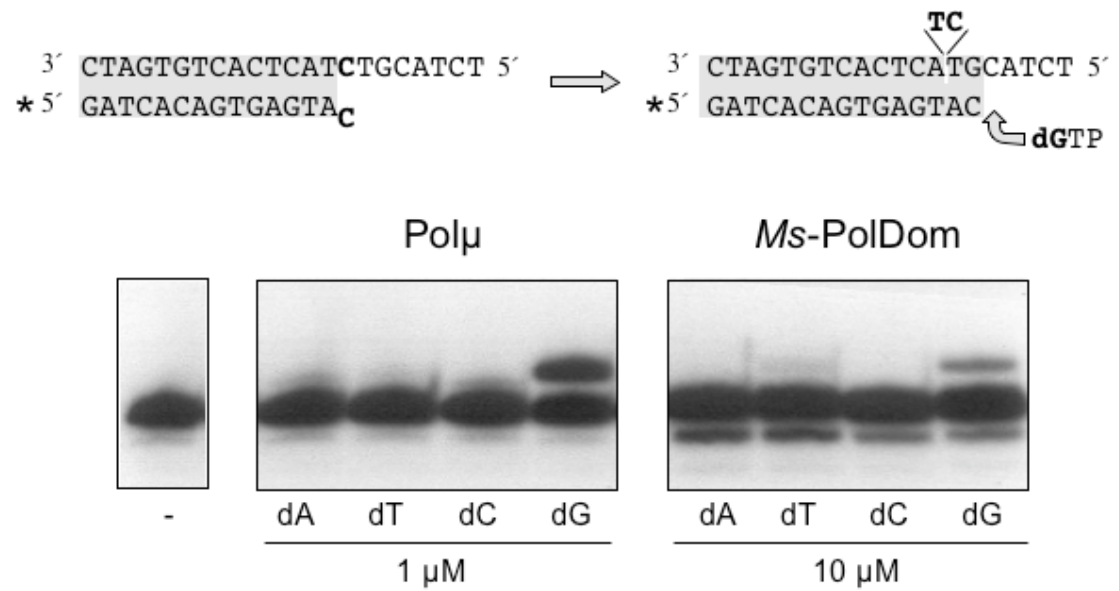 TC
3´ CTAGTGTCACTCATCTGCATCT 5´ 3´ CTAGTGTCACTCATGCATCT 5´
* 5´ GATCACAGTGAGTAC * 5´ GATCACAGTGAGTAC
dGTP
Polµ Ms-PolDom
- dA dT dC dG dA dT dC dG
1 µM 10 µM